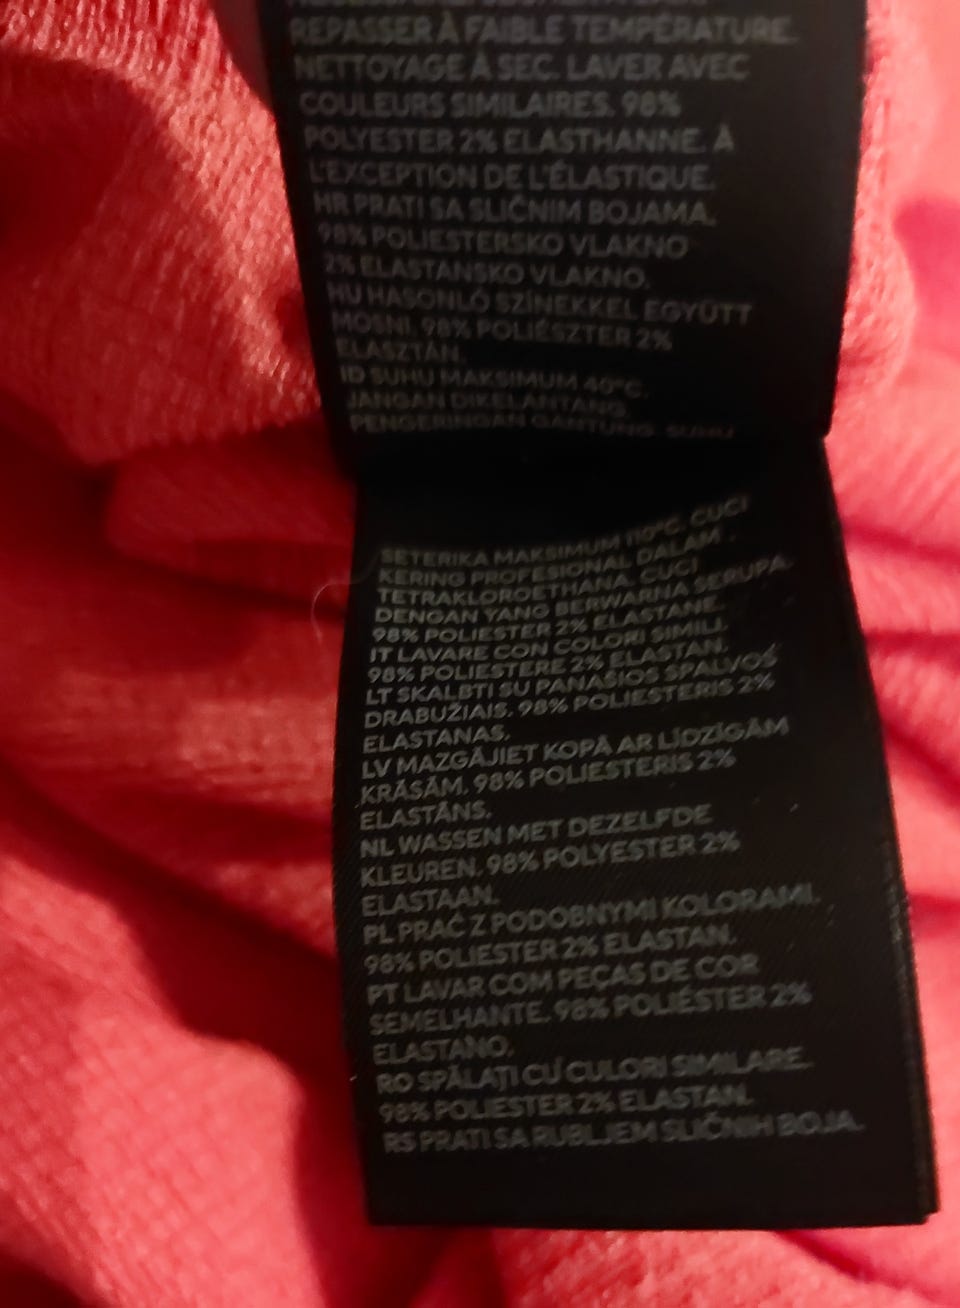 REPASSER À FAIBLE TEMPÉRATURE.
NETTOYAGE À SEC. LAVER AVEC
COULEURS SIMILAIRES. 98%
POLYESTER 2% ELASTHANNE. À
L'EXCEPTION DE L'ÉLASTIQUE.
HR PRATI SA SLIČNIM BOJAMA.
98% POLIESTERSKO VLAKNO
2% ELASTANSKO VLAKNO.
HU HASONLÓ SZÍNEKKEL EGYÜTT
MOSNI. 98% POLIÉSZTER 2%
ELASZTÁN.
ID SUHU MAKSIMUM 40°C.
JANGAN DIKELANTANG.
PENGERINGAN GANTUNG. SUHU
SETERIKA MAKSIMUM 110°C. CUCI
KERING PROFESIONAL DALAM
TETRAKLOROETHANA. CUCI
DENGAN YANG BERWARNA SERUPA.
98% POLIESTER 2% ELASTANE.
IT LAVARE CON COLORI SIMILI.
98% POLIESTERE 2% ELASTAN.
LT SKALBTI SU PANAŠIOS SPALVOS
DRABUŽIAIS. 98% POLIESTERIS 2%
ELASTANAS.
LV MAZGĀJIET KOPĀ AR LĪDZĪGĀM
KRĀSĀM. 98% POLIESTERIS 2%
ELASTĀNS.
NL WASSEN MET DEZELFDE
KLEUREN. 98% POLYESTER 2%
ELASTAAN.
PL PRAĆ Z PODOBNYMI KOLORAMI.
98% POLIESTER 2% ELASTAN.
PT LAVAR COM PEÇAS DE COR
SEMELHANTE. 98% POLIÉSTER 2%
ELASTANO.
RO SPĂLAȚI CU CULORI SIMILARE.
98% POLIESTER 2% ELASTAN.
RS PRATI SA RUBLJEM SLIČNIH BOJA.